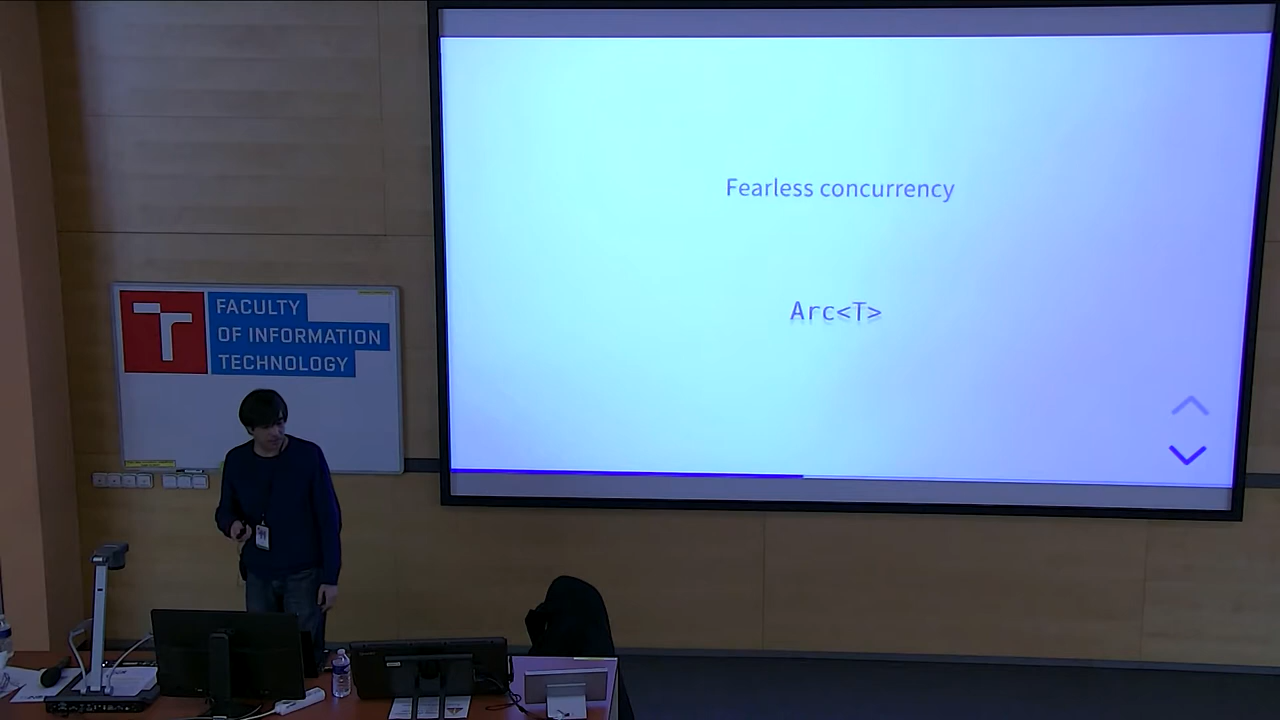 Fearless concurrency
Arc<T>
FACULTY
OF INFORMATION
TECHNOLOGY